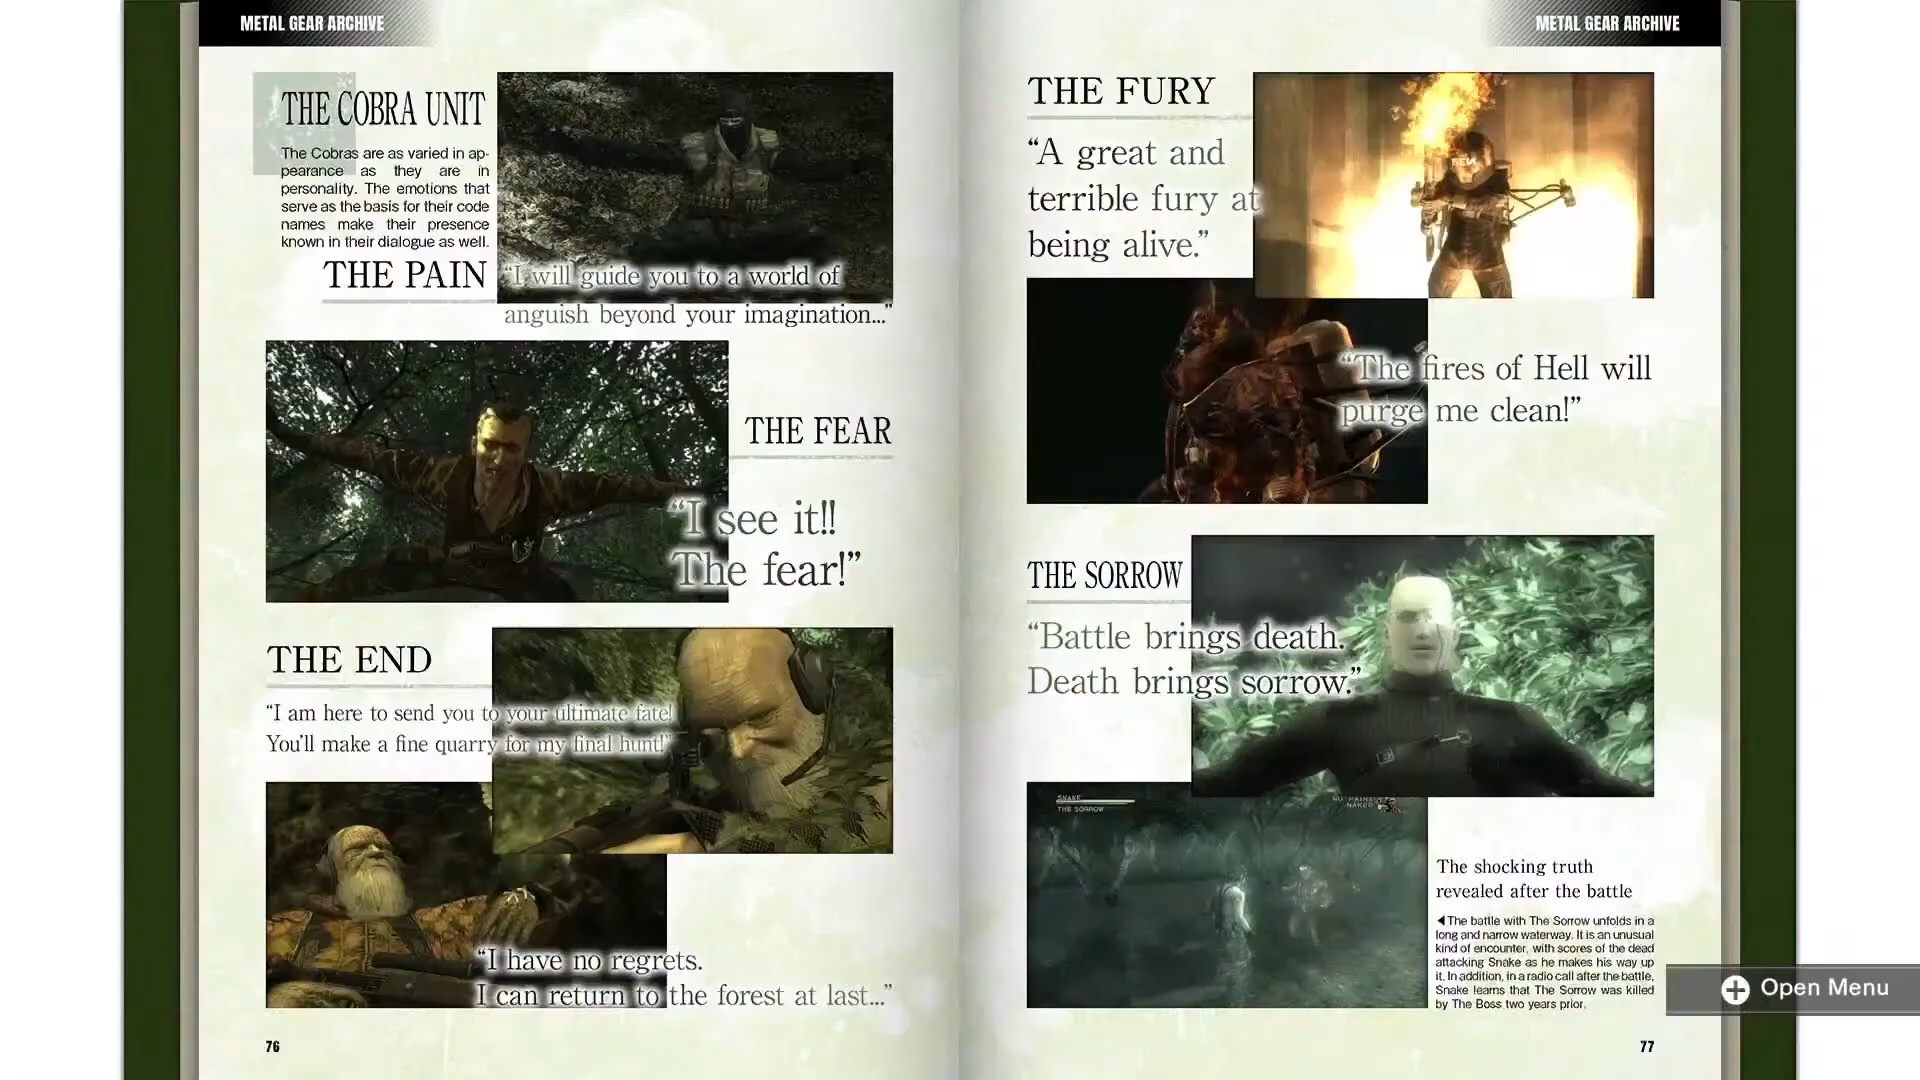 METAL GEAR ARCHIVE
THE COBRA UNIT
The Cobras are as varied in ap-
pearance as they are in
personality. The emotions that
serve as the basis for their code
names make their presence
known in their dialogue as well.
THE PAIN
“I will guide you to a world of
anguish beyond your imagination...”
THE FEAR
“I see it!!
The fear!”
THE END
“I am here to send you to your ultimate fate!
You'll make a fine quarry for my final hunt!”
“I have no regrets.
I can return to the forest at last...”
76
METAL GEAR ARCHIVE
THE FURY
“A great and
terrible fury at
being alive.”
“The fires of Hell will
purge me clean!”
THE SORROW
“Battle brings death.
Death brings sorrow.”
SNAKE
THE SORROW
NAKED
The shocking truth
revealed after the battle
◀The battle with The Sorrow unfolds in a
long and narrow waterway. It is an unusual
kind of encounter, with scores of the dead
attacking Snake as he makes his way up
it. In addition, in a radio call after the battle,
Snake learns that The Sorrow was killed
by The Boss two years prior.
77
Open Menu